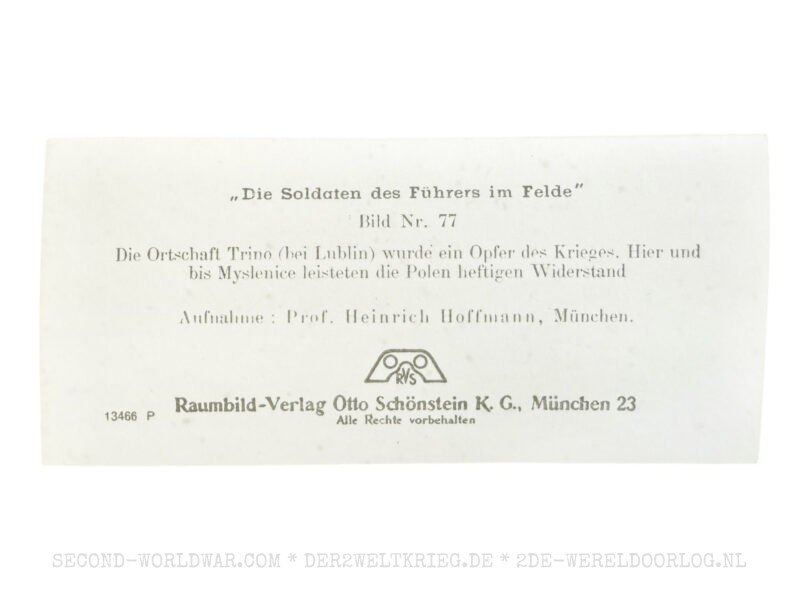 „Die Soldaten des Führers im Felde"
Bild Nr. 77
Die Ortschaft Trino (bei Lublin) wurde ein Opfer des Krieges. Hier und
bis Myslenice leisteten die Polen heftigen Widerstand
Aufnahme : Prof. Heinrich Hoffmann, München.
RVS
Raumbild-Verlag Otto Schönstein K. G., München 23
13466 P
Alle Rechte vorbehalten
SECOND-WORLDWAR.COM * DER2WELTKRIEG.DE * 2DE-WERELDOORLOG.NL